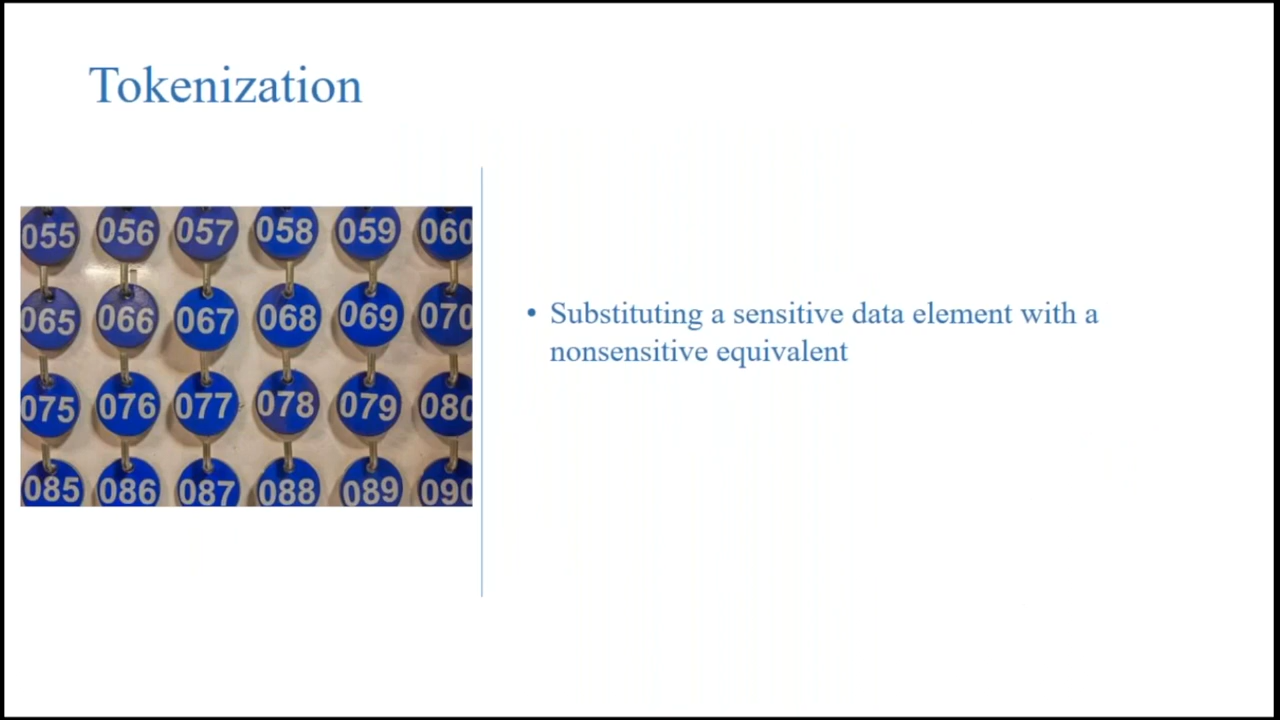 Tokenization
055 056 057 058 059 060
065 066 067 068 069 070
075 076 077 078 079 080
085 086 087 088 089 090
• Substituting a sensitive data element with a
nonsensitive equivalent